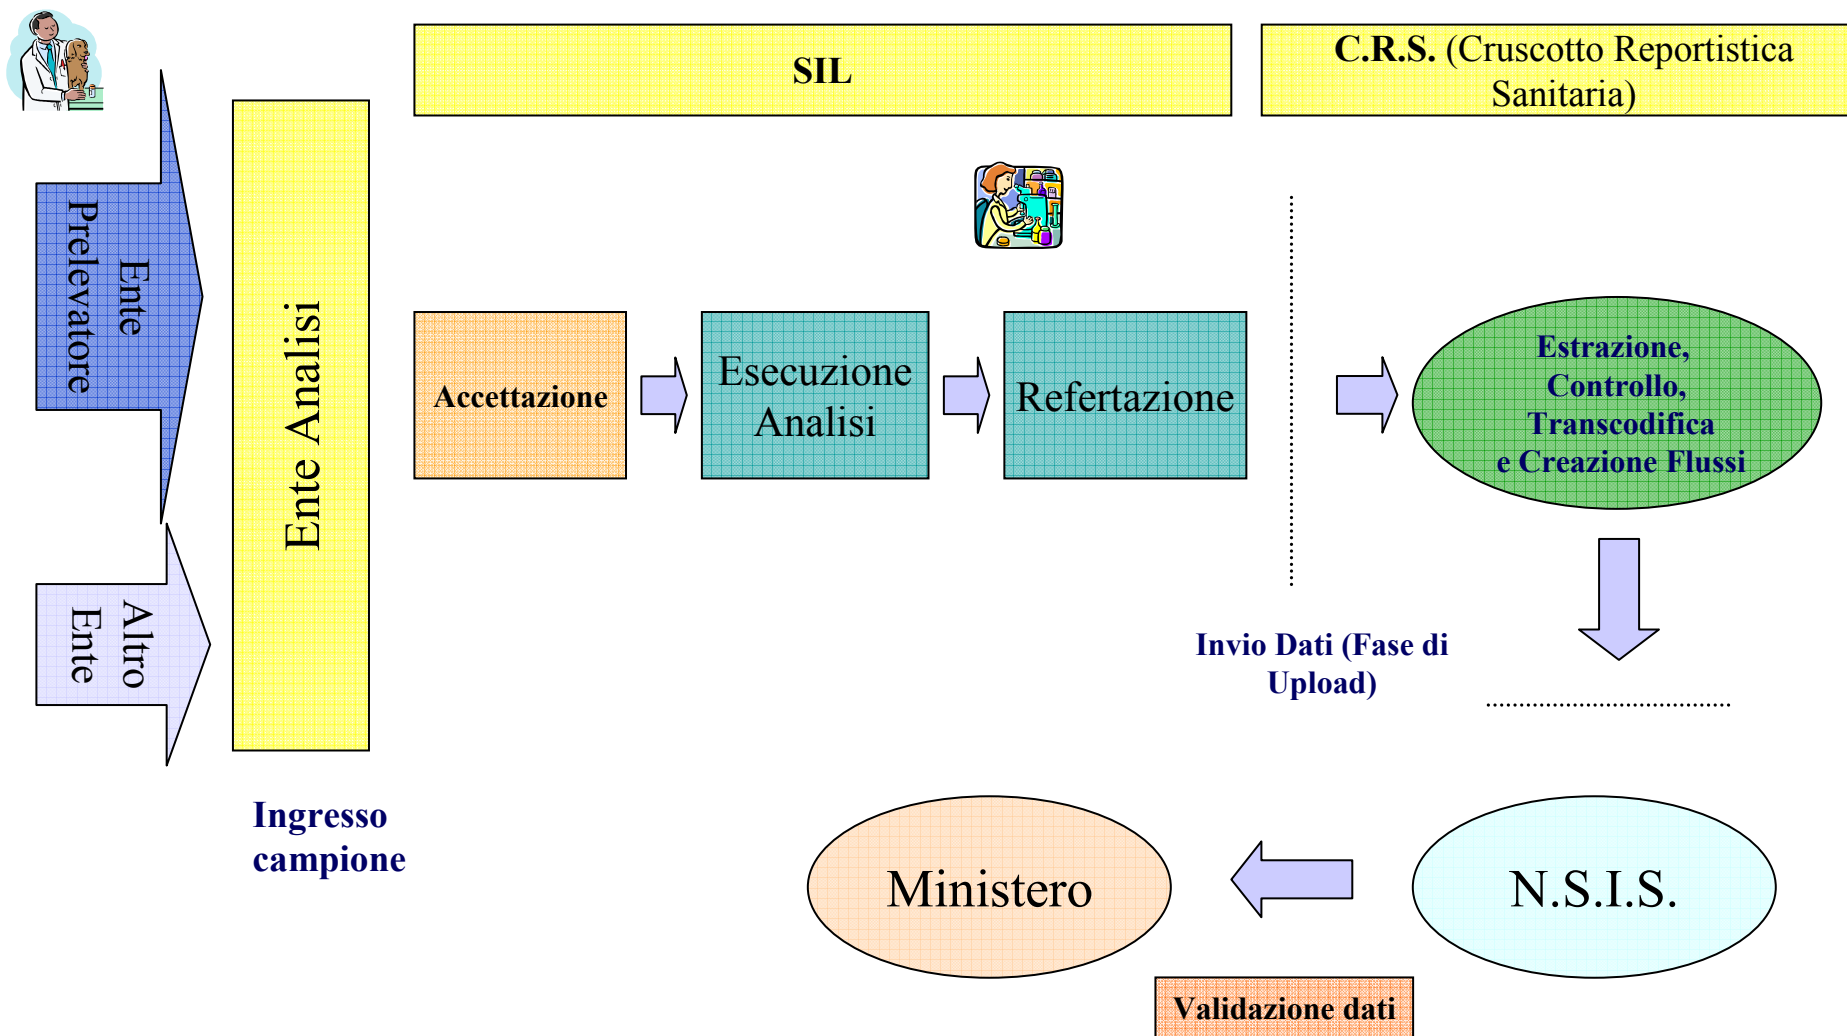 SIL
C.R.S. (Cruscotto Reportistica
Sanitaria)
Ente
Prelevatore
Altro
Ente
Ente Analisi
Ingresso
campione
Accettazione
Esecuzione
Analisi
Refertazione
Estrazione,
Controllo,
Transcodifica
e Creazione Flussi
Invio Dati (Fase di
Upload)
Ministero
N.S.I.S.
Validazione dati